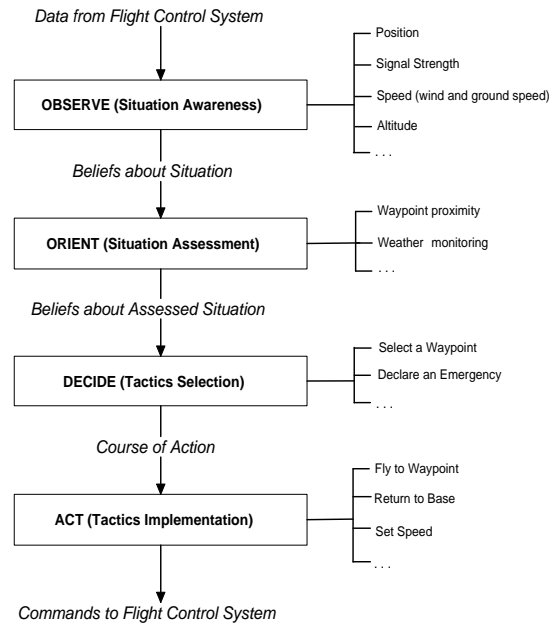 Data from Flight Control System
Position
Signal Strength
OBSERVE (Situation Awareness)
Speed (wind and ground speed)
Altitude
. . .
Beliefs about Situation
Waypoint proximity
ORIENT (Situation Assessment)
Weather monitoring
. . .
Beliefs about Assessed Situation
Select a Waypoint
DECIDE (Tactics Selection)
Declare an Emergency
. . .
Course of Action
Fly to Waypoint
Return to Base
ACT (Tactics Implementation)
Set Speed
. . .
Commands to Flight Control System